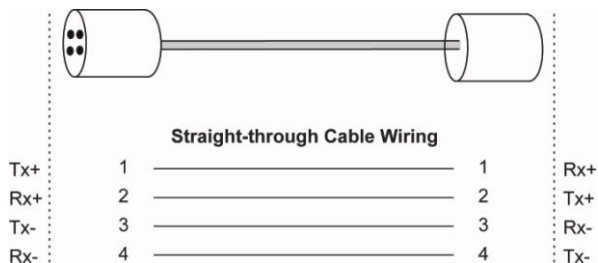 Straight-through Cable Wiring
Tx+ 1 1 Rx+
Rx+ 2 2 Tx+
Tx- 3 3 Rx-
Rx- 4 4 Tx-